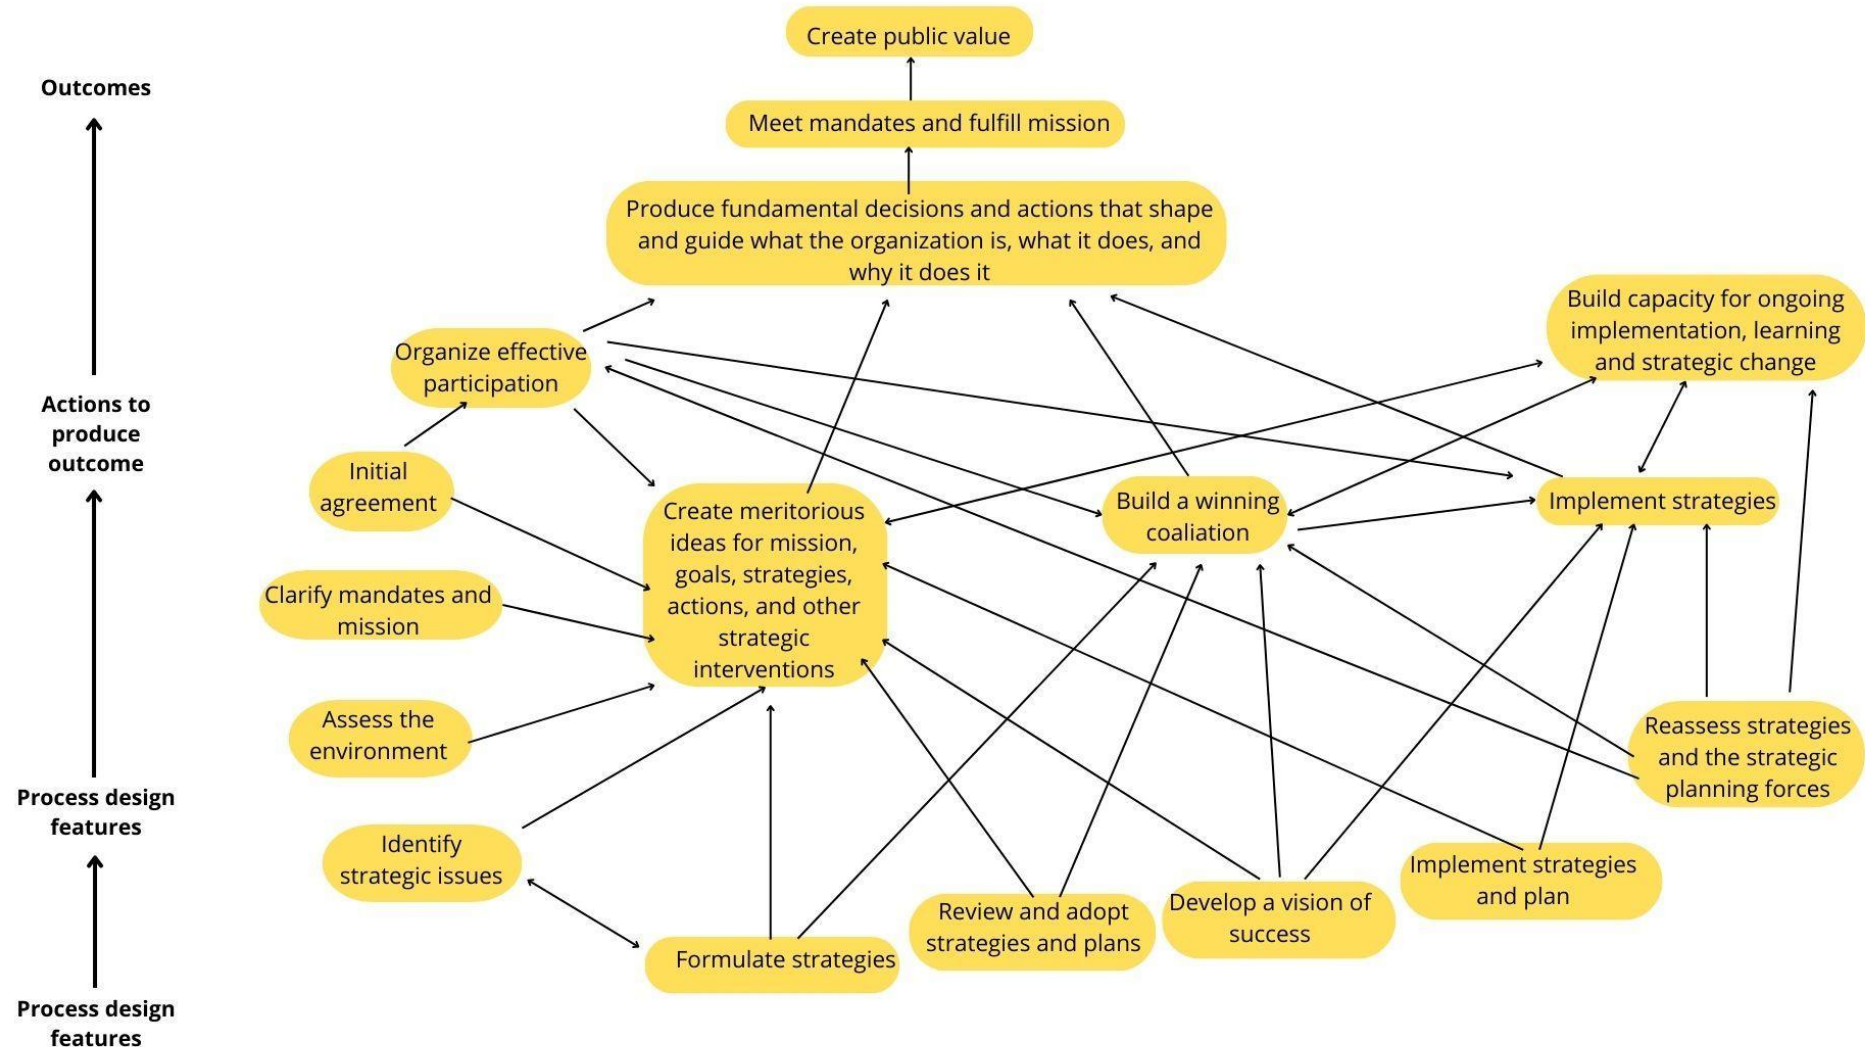 Create public value
Outcomes
Meet mandates and fulfill mission
Produce fundamental decisions and actions that shape
and guide what the organization is, what it does, and
why it does it
Build capacity for ongoing
implementation, learning
and strategic change
Organize effective
participation
Actions to
produce
outcome
Initial
agreement
Create meritorious
ideas for mission,
goals, strategies,
actions, and other
strategic
interventions
Build a winning
coaliation
Implement strategies
Clarify mandates and
mission
Assess the
environment
Reassess strategies
and the strategic
planning forces
Process design
features
Identify
strategic issues
Implement strategies
and plan
Develop a vision of
success
Review and adopt
strategies and plans
Formulate strategies
Process design
features